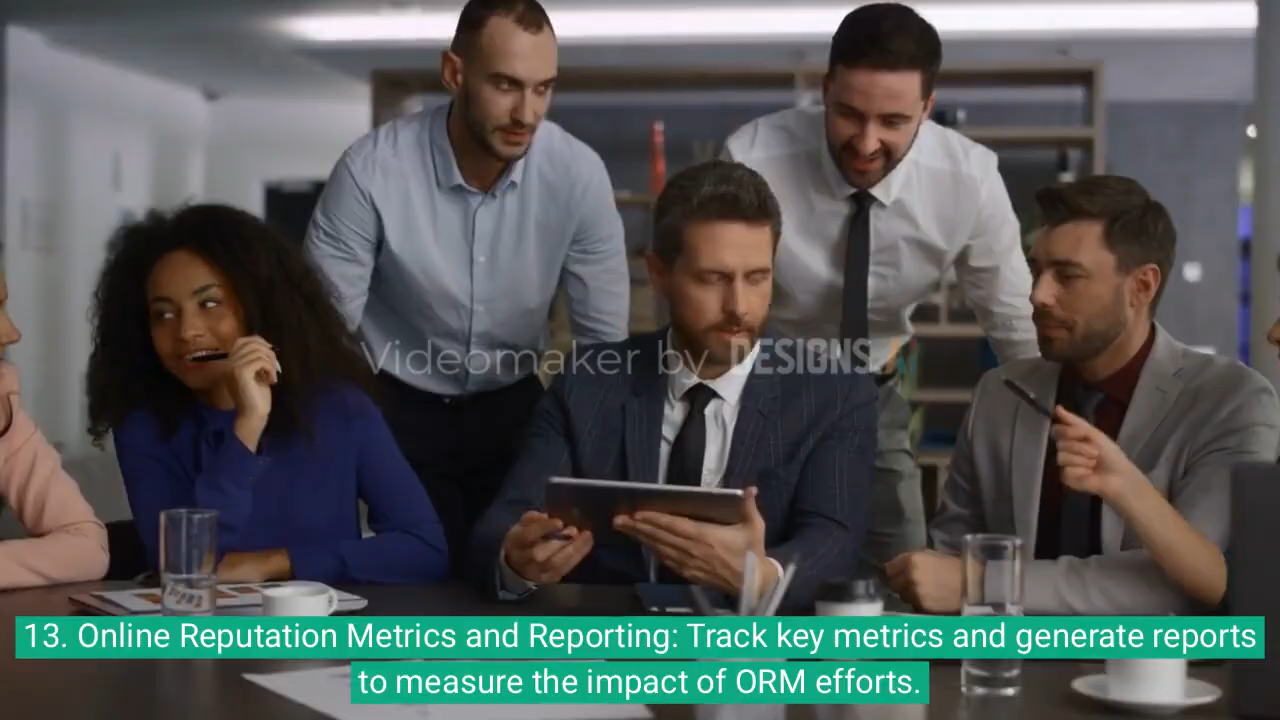 Videomaker by DESIGNS.AI
13. Online Reputation Metrics and Reporting: Track key metrics and generate reports
to measure the impact of ORM efforts.